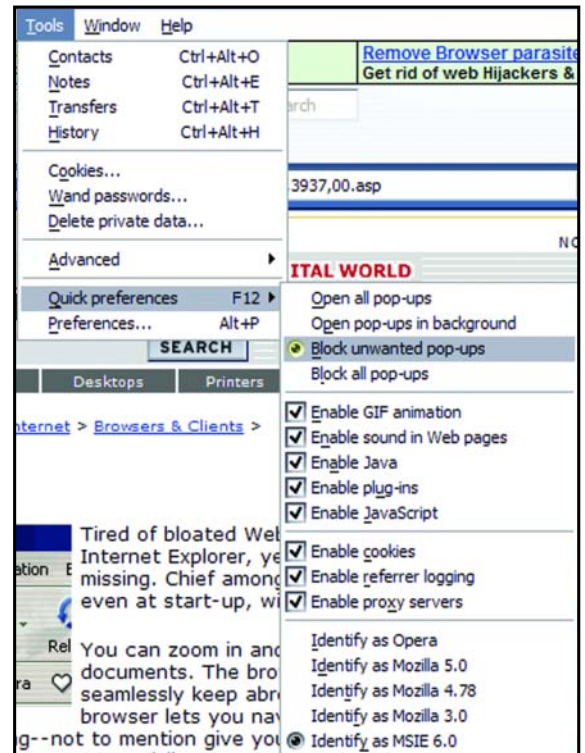 Tools Window Help
Contacts Ctrl+Alt+O
Notes Ctrl+Alt+E
Transfers Ctrl+Alt+T
History Ctrl+Alt+H
Cookies...
Wand passwords...
Delete private data...
Advanced
Quick preferences F12
Preferences... Alt+P
Remove Browser parasite
Get rid of web Hijackers &
arch
3937,00.asp
NO
ITAL WORLD
Open all pop-ups
Open pop-ups in background
Block unwanted pop-ups
Block all pop-ups
Enable GIF animation
Enable sound in Web pages
Enable Java
Enable plug-ins
Enable JavaScript
Enable cookies
Enable referrer logging
Enable proxy servers
Identify as Opera
Identify as Mozilla 5.0
Identify as Mozilla 4.78
Identify as Mozilla 3.0
Identify as MSIE 6.0
SEARCH
Desktops Printers
nternet > Browsers & Clients >
Tired of bloated Wel
Internet Explorer, ye
missing. Chief among
even at start-up, wi
You can zoom in and
documents. The bro
seamlessly keep abr
browser lets you nav
g--not to mention give you
ation E
Rel
ra